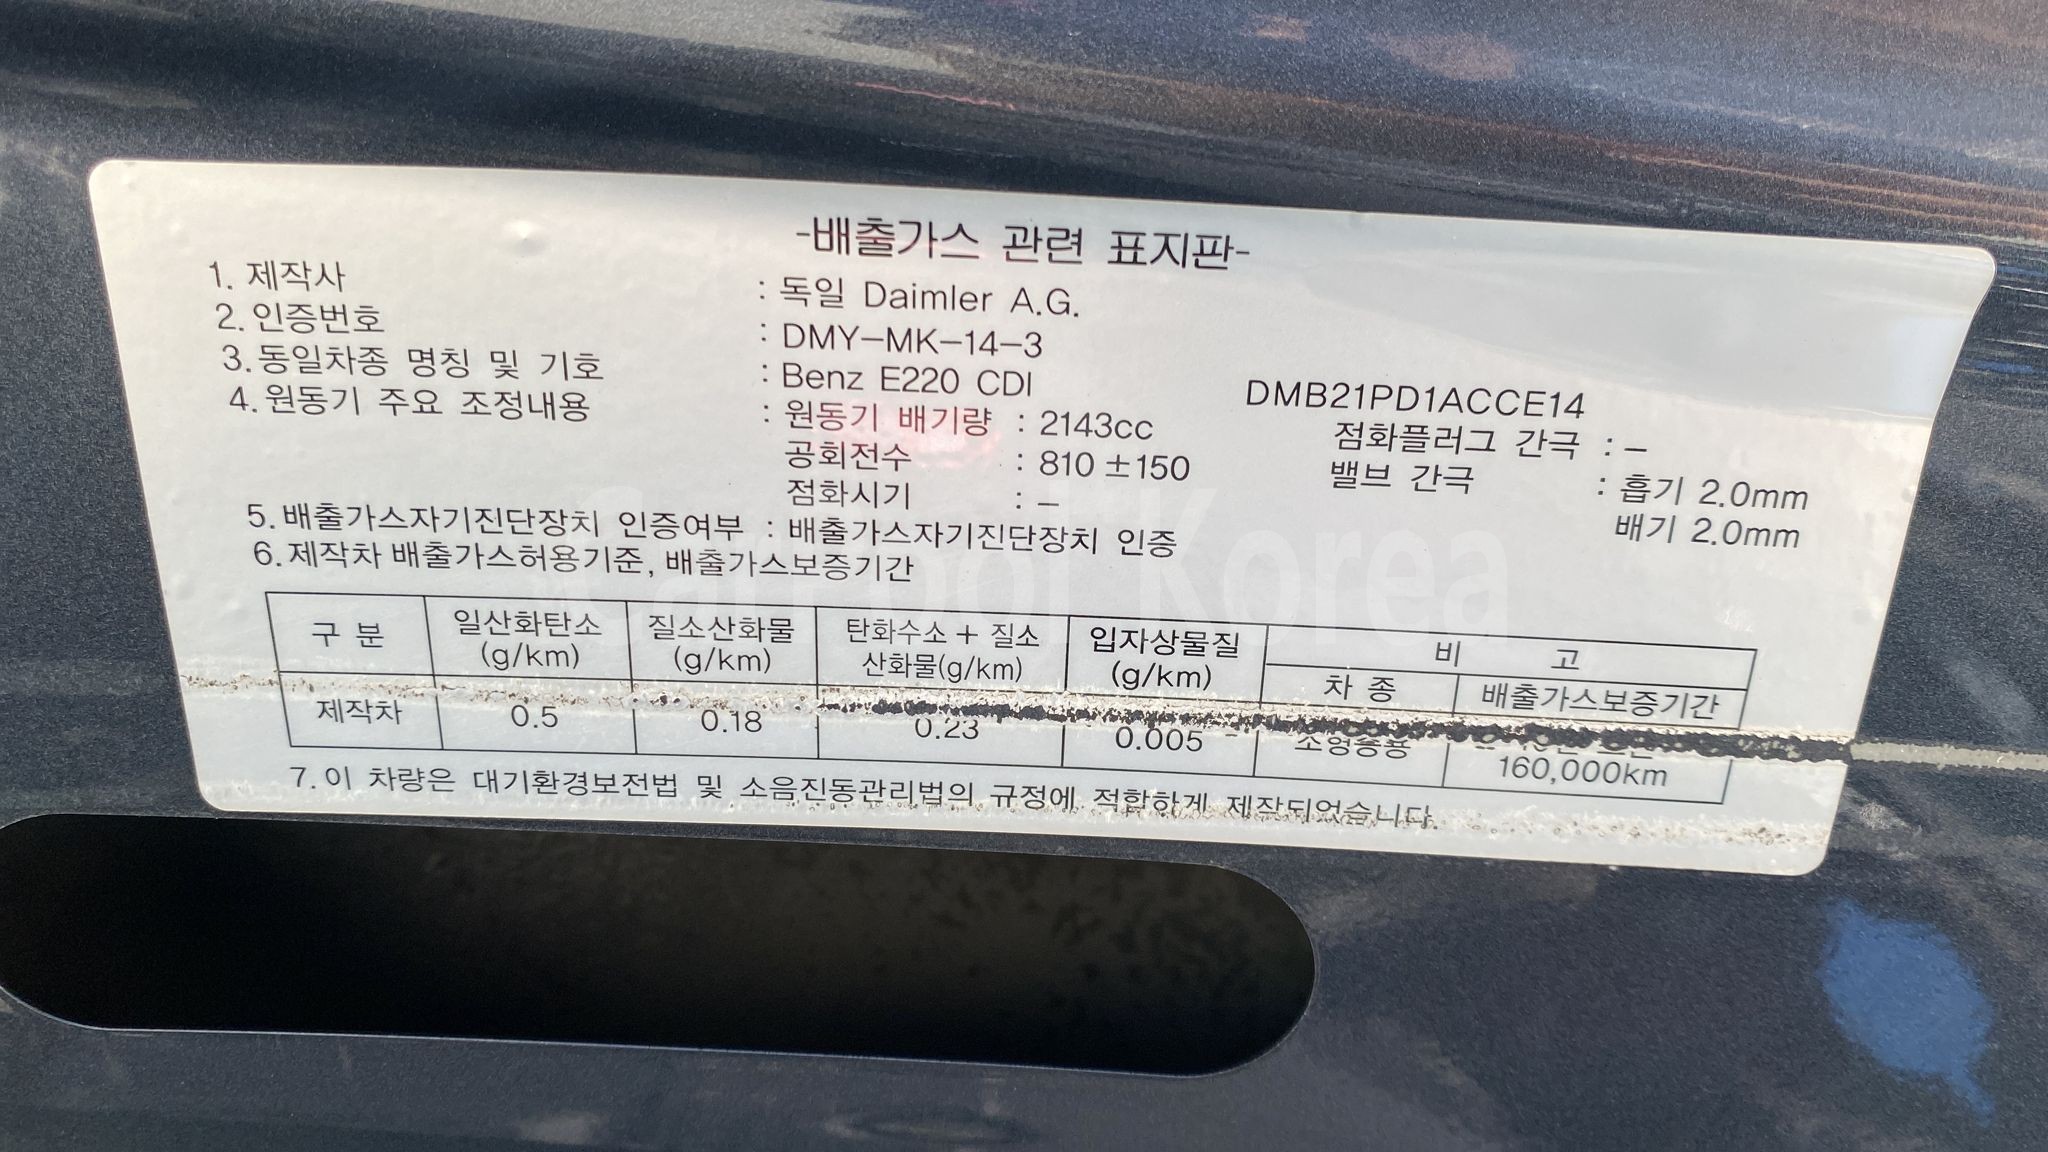 -배출가스 관련 표지판-
1. 제작사 : 독일 Daimler A.G.
2. 인증번호 : DMY-MK-14-3
3. 동일차종 명칭 및 기호 : Benz E220 CDI DMB21PD1ACCE14
4. 원동기 주요 조정내용 : 원동기 배기량 : 2143cc 점화플러그 간극 : -
공회전수 : 810 ±150 밸브 간극 : 흡기 2.0mm
점화시기 : - 배기 2.0mm
5. 배출가스자기진단장치 인증여부 : 배출가스자기진단장치 인증
6. 제작차 배출가스허용기준, 배출가스보증기간
구 분 일산화탄소 (g/km) 질소산화물 (g/km) 탄화수소 + 질소 산화물(g/km) 입자상물질 (g/km) 비 고
차 종 배출가스보증기간
제작차 0.5 0.18 0.23 0.005 소형승용
160,000km
7. 이 차량은 대기환경보전법 및 소음진동관리법의 규정에 적합하게 제작되었습니다.
CarPool Korea